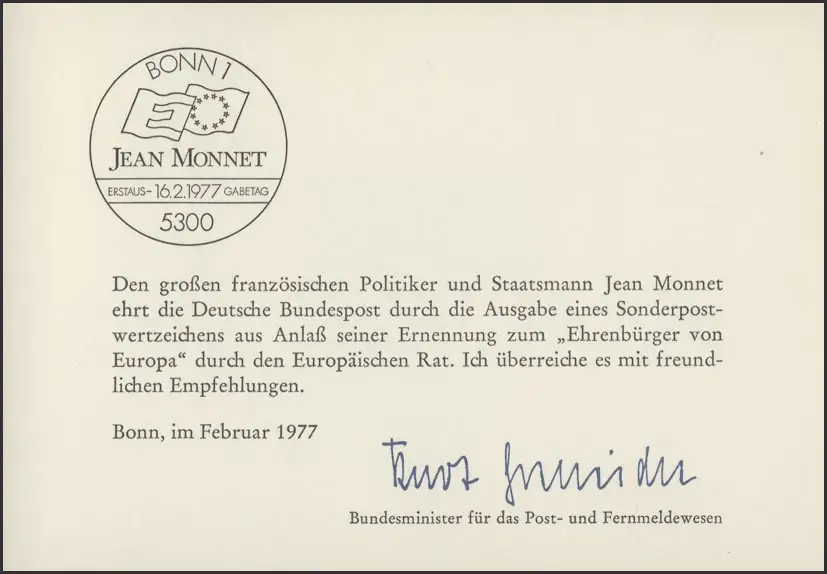 BONN 1
JEAN MONNET
ERSTAUS- 16.2.1977 GABETAG
5300
Den großen französischen Politiker und Staatsmann Jean Monnet
ehrt die Deutsche Bundespost durch die Ausgabe eines Sonderpost-
wertzeichens aus Anlaß seiner Ernennung zum „Ehrenbürger von
Europa“ durch den Europäischen Rat. Ich überreiche es mit freund-
lichen Empfehlungen.
Bonn, im Februar 1977
Kurt
Bundesminister für das Post- und Fernmeldewesen